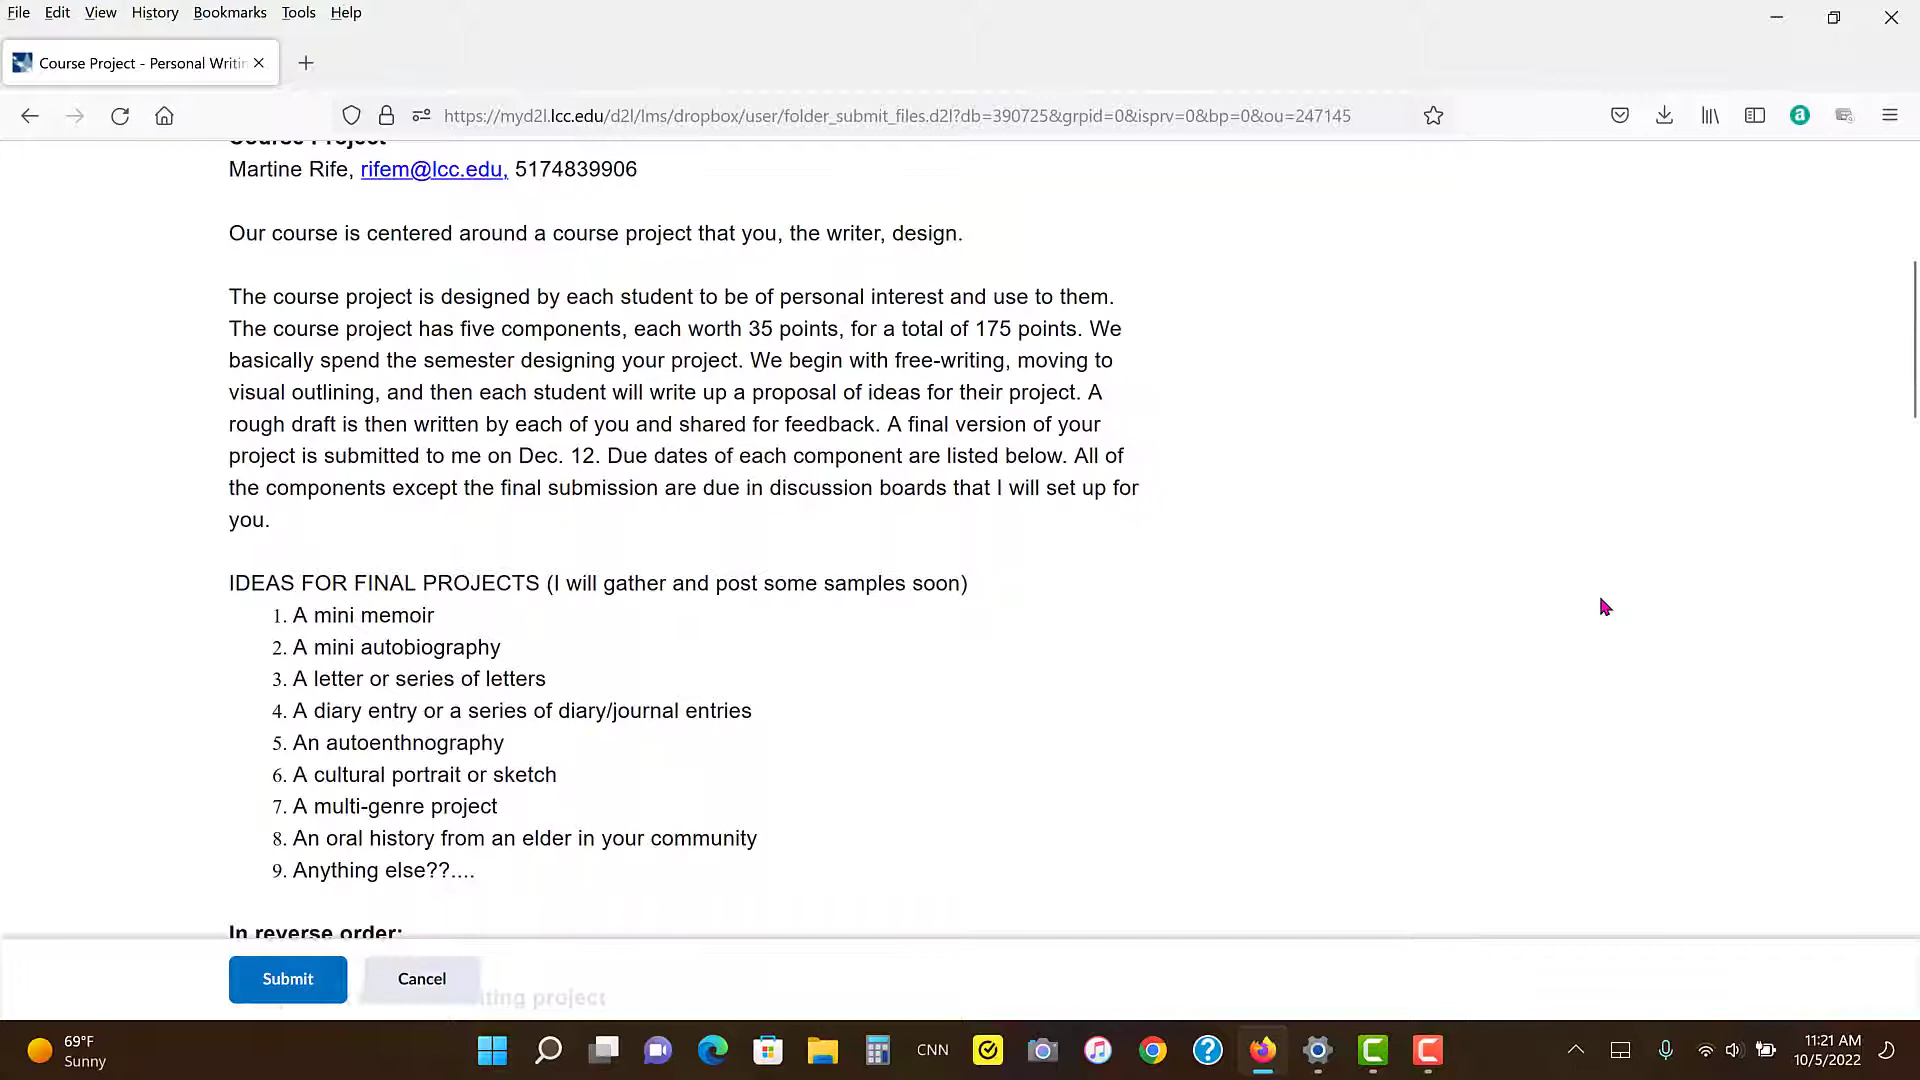 File Edit View History Bookmarks Tools Help
Course Project - Personal Writin
https://myd2l.lcc.edu/d2l/lms/dropbox/user/folder_submit_files.d2l?db=390725&grpid=0&isprv=0&bp=0&ou=247145
Course Project
Martine Rife, rifem@lcc.edu, 5174839906
Our course is centered around a course project that you, the writer, design.
The course project is designed by each student to be of personal interest and use to them.
The course project has five components, each worth 35 points, for a total of 175 points. We
basically spend the semester designing your project. We begin with free-writing, moving to
visual outlining, and then each student will write up a proposal of ideas for their project. A
rough draft is then written by each of you and shared for feedback. A final version of your
project is submitted to me on Dec. 12. Due dates of each component are listed below. All of
the components except the final submission are due in discussion boards that I will set up for
you.
IDEAS FOR FINAL PROJECTS (I will gather and post some samples soon)
1. A mini memoir
2. A mini autobiography
3. A letter or series of letters
4. A diary entry or a series of diary/journal entries
5. An autoenthnography
6. A cultural portrait or sketch
7. A multi-genre project
8. An oral history from an elder in your community
9. Anything else??....
In reverse order:
Submit Cancel
iting project
69°F
Sunny
CNN
11:21 AM
10/5/2022